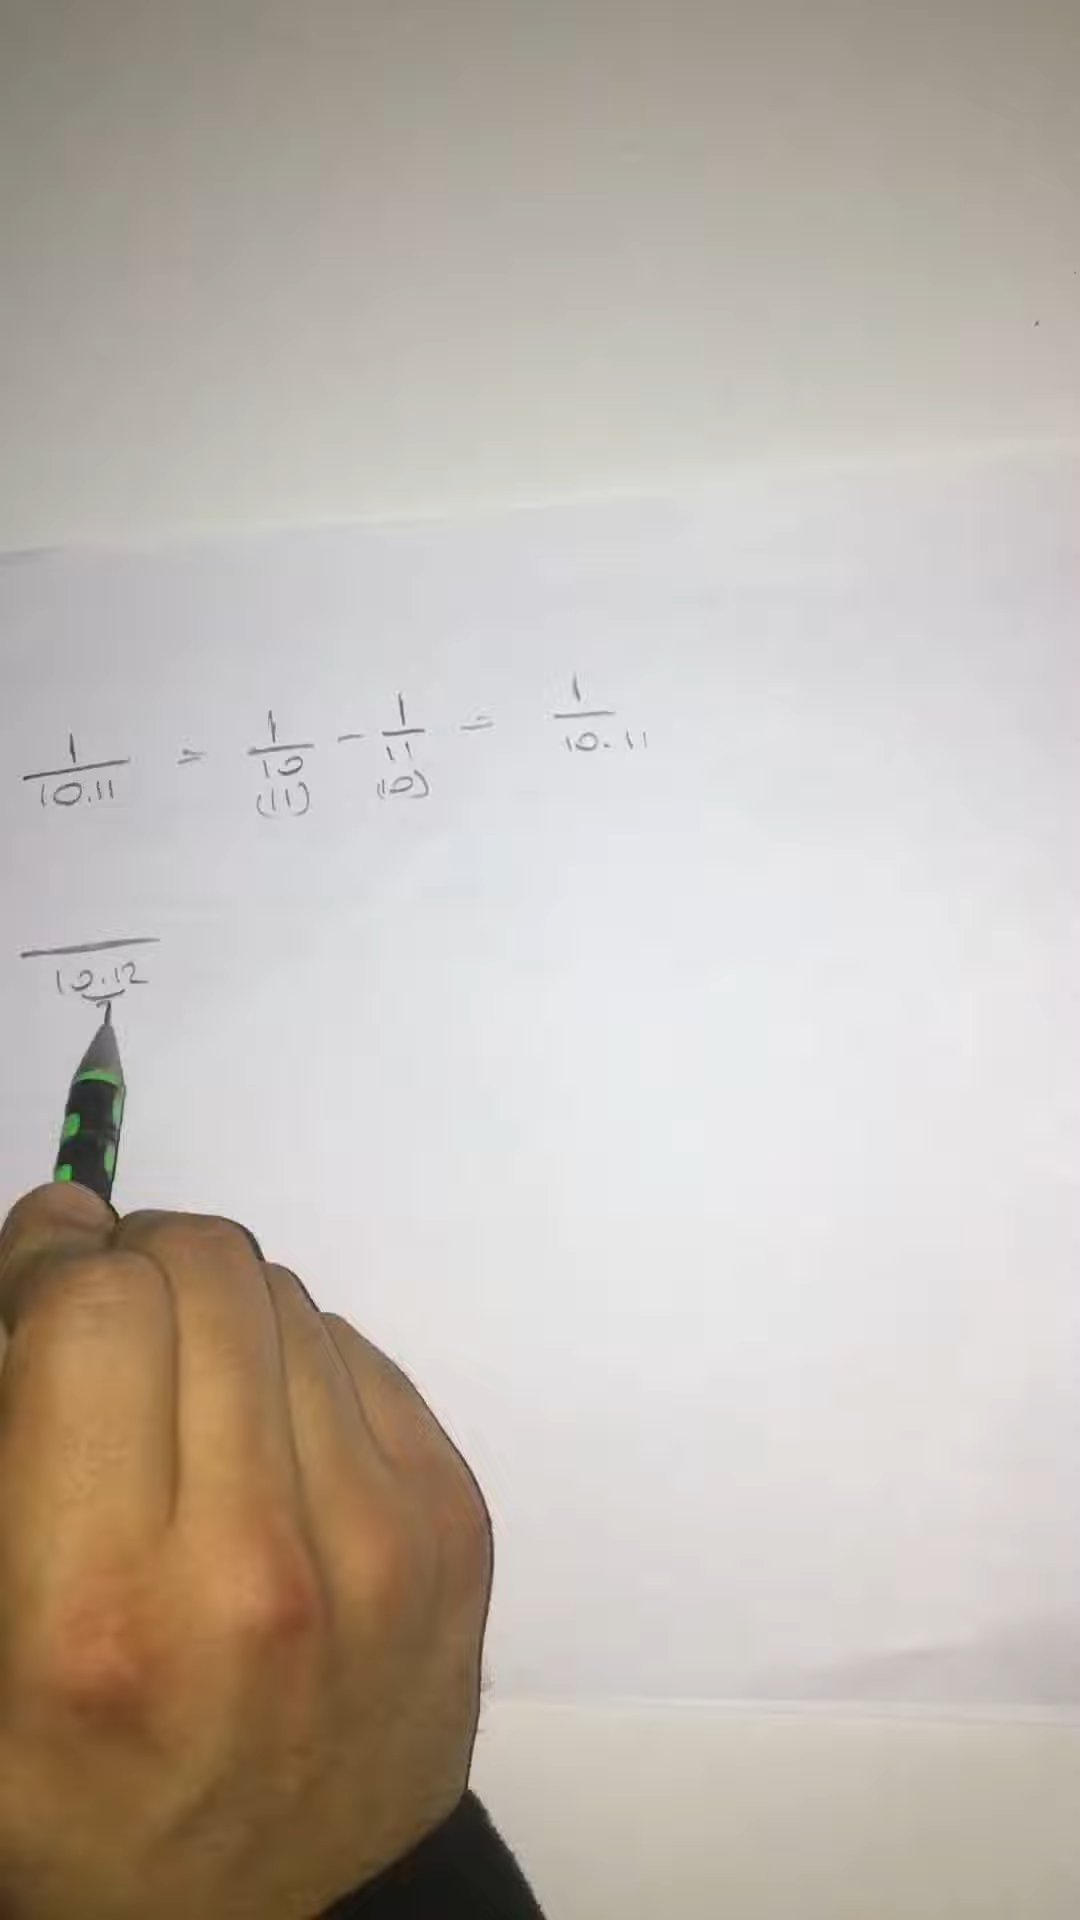 1/10.11 = 1/10 - 1/11 = 1/10.11
(11) (10)
10.12